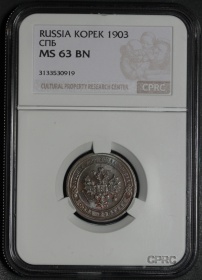 RUSSIA KOPEK 1903
СПБ
MS 63 BN
3133530919
CULTURAL PROPERTY RESEARCH CENTER
CPRC
CPRC